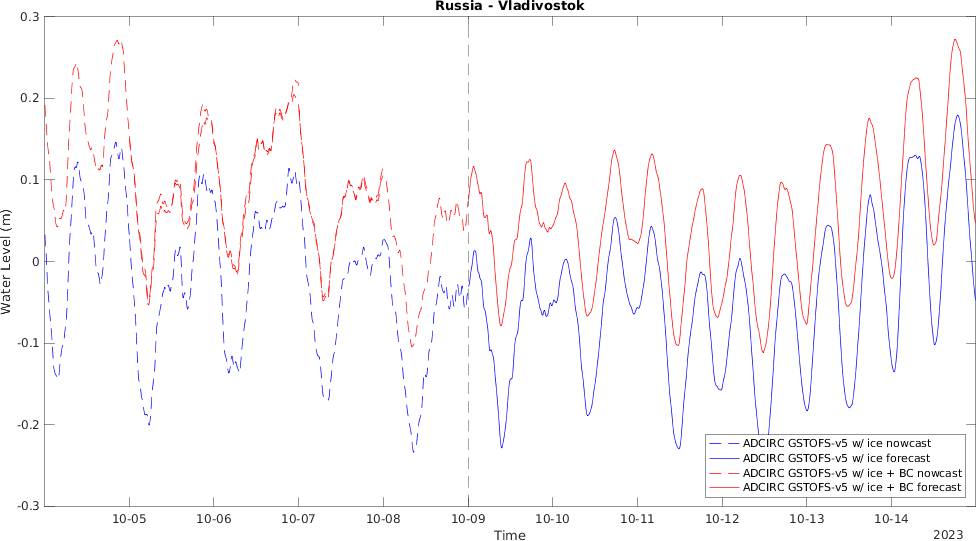 Russia - Vladivostok
0.3
0.2
0.1
0
-0.1
-0.2
-0.3
Water Level (m)
ADCIRC GSTOFS-v5 w/ ice nowcast
ADCIRC GSTOFS-v5 w/ ice forecast
ADCIRC GSTOFS-v5 w/ ice + BC nowcast
ADCIRC GSTOFS-v5 w/ ice + BC forecast
10-05 10-06 10-07 10-08 10-09 10-10 10-11 10-12 10-13 10-14
Time
2023